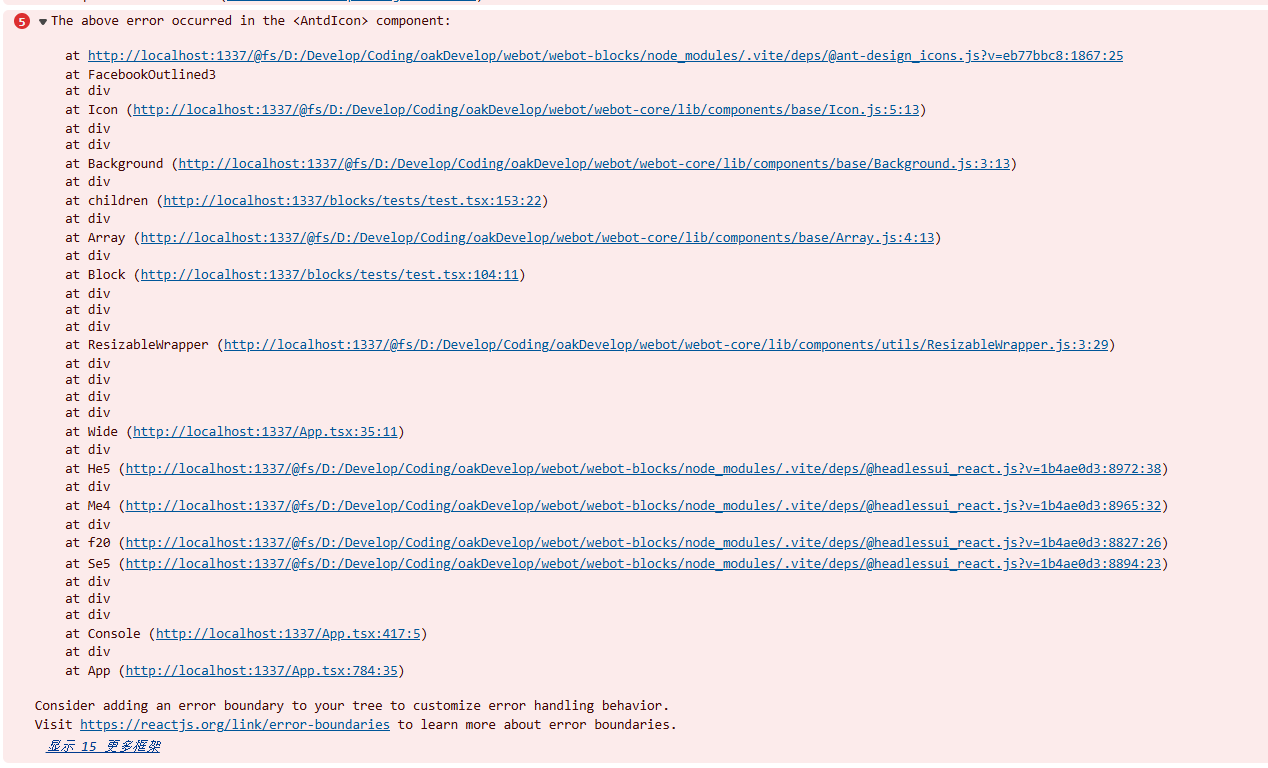 5 ▼ The above error occurred in the <AntdIcon> component:
at http://localhost:1337/@fs/D:/Develop/Coding/oakDevelop/webot/webot-blocks/node_modules/.vite/deps/@ant-design_icons.js?v=eb77bbc8:1867:25
at FacebookOutlined3
at div
at Icon (http://localhost:1337/@fs/D:/Develop/Coding/oakDevelop/webot/webot-core/lib/components/base/Icon.js:5:13)
at div
at div
at Background (http://localhost:1337/@fs/D:/Develop/Coding/oakDevelop/webot/webot-core/lib/components/base/Background.js:3:13)
at div
at children (http://localhost:1337/blocks/tests/test.tsx:153:22)
at div
at Array (http://localhost:1337/@fs/D:/Develop/Coding/oakDevelop/webot/webot-core/lib/components/base/Array.js:4:13)
at div
at Block (http://localhost:1337/blocks/tests/test.tsx:104:11)
at div
at div
at div
at ResizableWrapper (http://localhost:1337/@fs/D:/Develop/Coding/oakDevelop/webot/webot-core/lib/components/utils/ResizableWrapper.js:3:29)
at div
at div
at div
at div
at Wide (http://localhost:1337/App.tsx:35:11)
at div
at He5 (http://localhost:1337/@fs/D:/Develop/Coding/oakDevelop/webot/webot-blocks/node_modules/.vite/deps/@headlessui_react.js?v=1b4ae0d3:8972:38)
at div
at Me4 (http://localhost:1337/@fs/D:/Develop/Coding/oakDevelop/webot/webot-blocks/node_modules/.vite/deps/@headlessui_react.js?v=1b4ae0d3:8965:32)
at div
at f20 (http://localhost:1337/@fs/D:/Develop/Coding/oakDevelop/webot/webot-blocks/node_modules/.vite/deps/@headlessui_react.js?v=1b4ae0d3:8827:26)
at Se5 (http://localhost:1337/@fs/D:/Develop/Coding/oakDevelop/webot/webot-blocks/node_modules/.vite/deps/@headlessui_react.js?v=1b4ae0d3:8894:23)
at div
at div
at div
at Console (http://localhost:1337/App.tsx:417:5)
at div
at App (http://localhost:1337/App.tsx:784:35)
Consider adding an error boundary to your tree to customize error handling behavior.
Visit https://reactjs.org/link/error-boundaries to learn more about error boundaries.
显示 15 更多框架